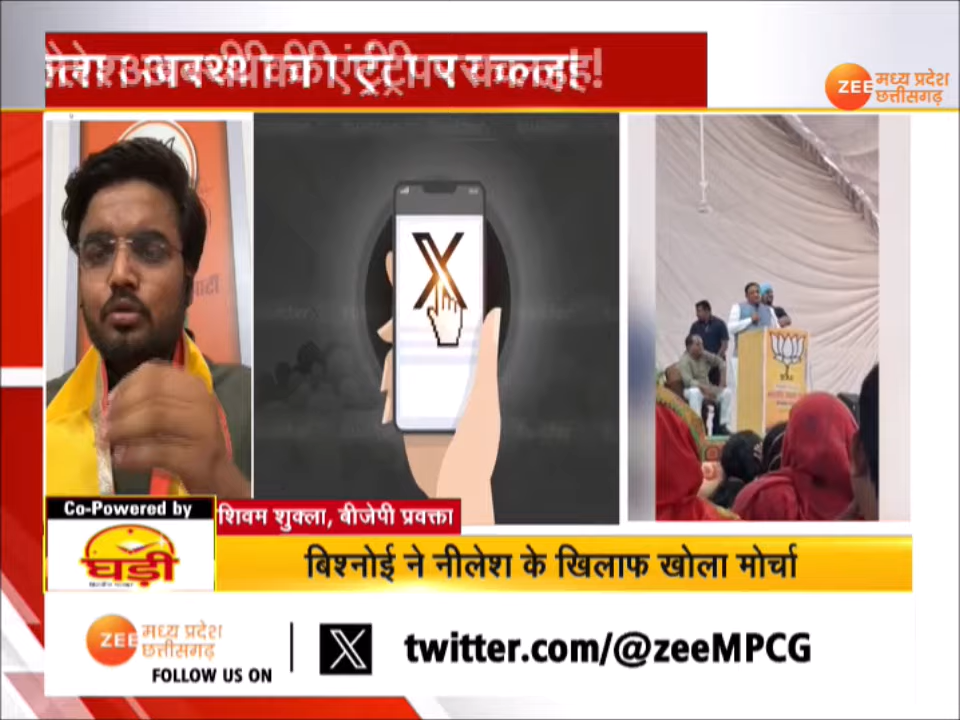 ZEE मध्य प्रदेश
छत्तीसगढ़
Co-Powered by
घड़ी
शिवम शुक्ला, बीजेपी प्रवक्ता
बिश्नोई ने नीलेश के खिलाफ खोला मोर्चा
ZEE मध्य प्रदेश
छत्तीसगढ़
FOLLOW US ON
X
twitter.com/@zeeMPCG